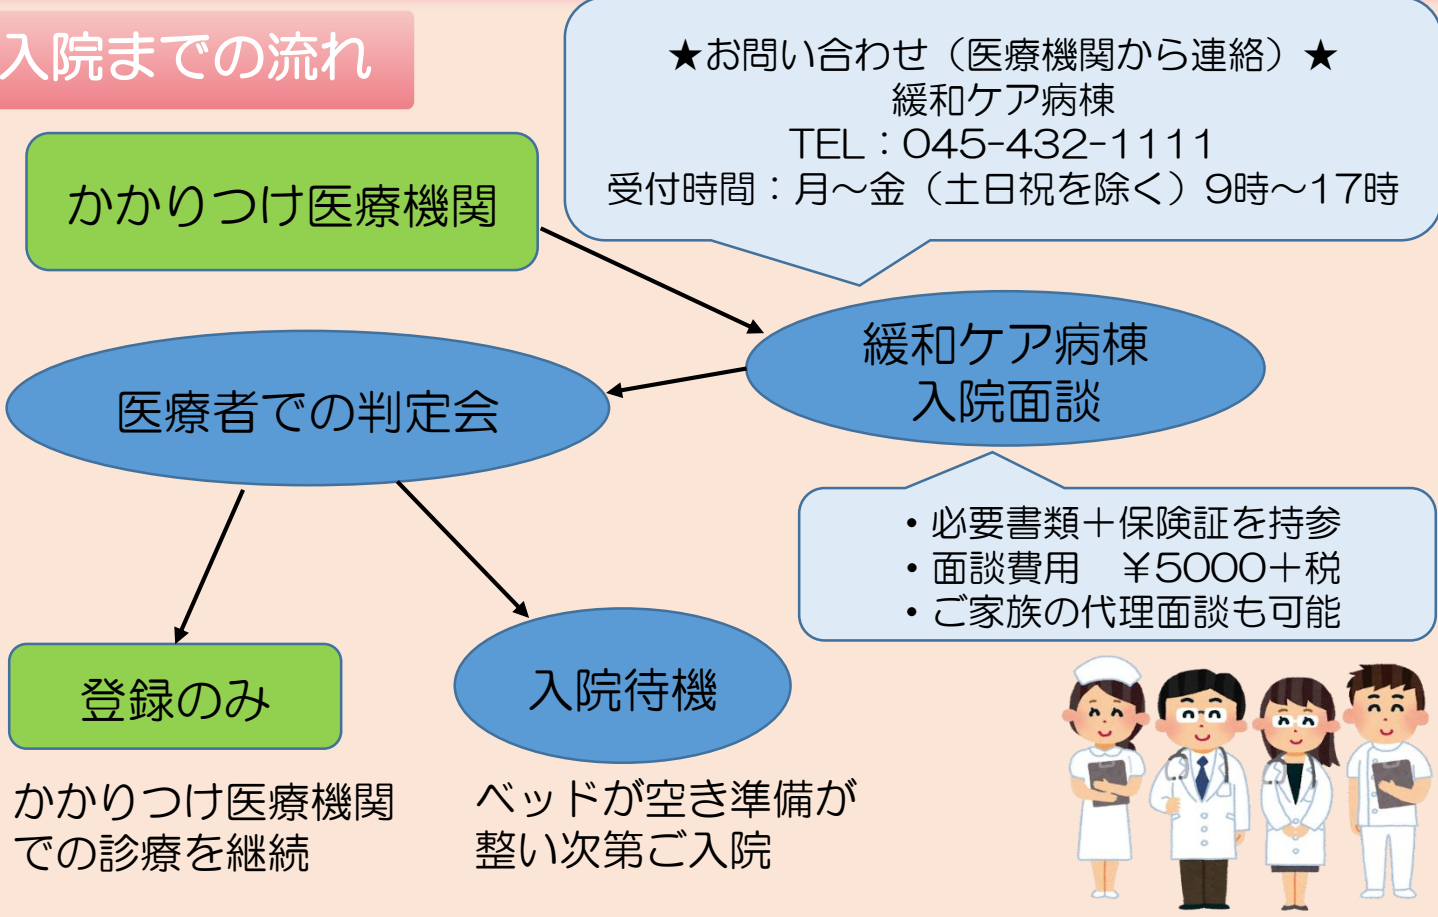 入院までの流れ
★お問い合わせ（医療機関から連絡）★
緩和ケア病棟
TEL：045-432-1111
受付時間：月～金（土日祝を除く）9時～17時
かかりつけ医療機関
緩和ケア病棟
入院面談
医療者での判定会
・必要書類＋保険証を持参
・面談費用　￥5000＋税
・ご家族の代理面談も可能
登録のみ
入院待機
かかりつけ医療機関
での診療を継続
ベッドが空き準備が
整い次第ご入院